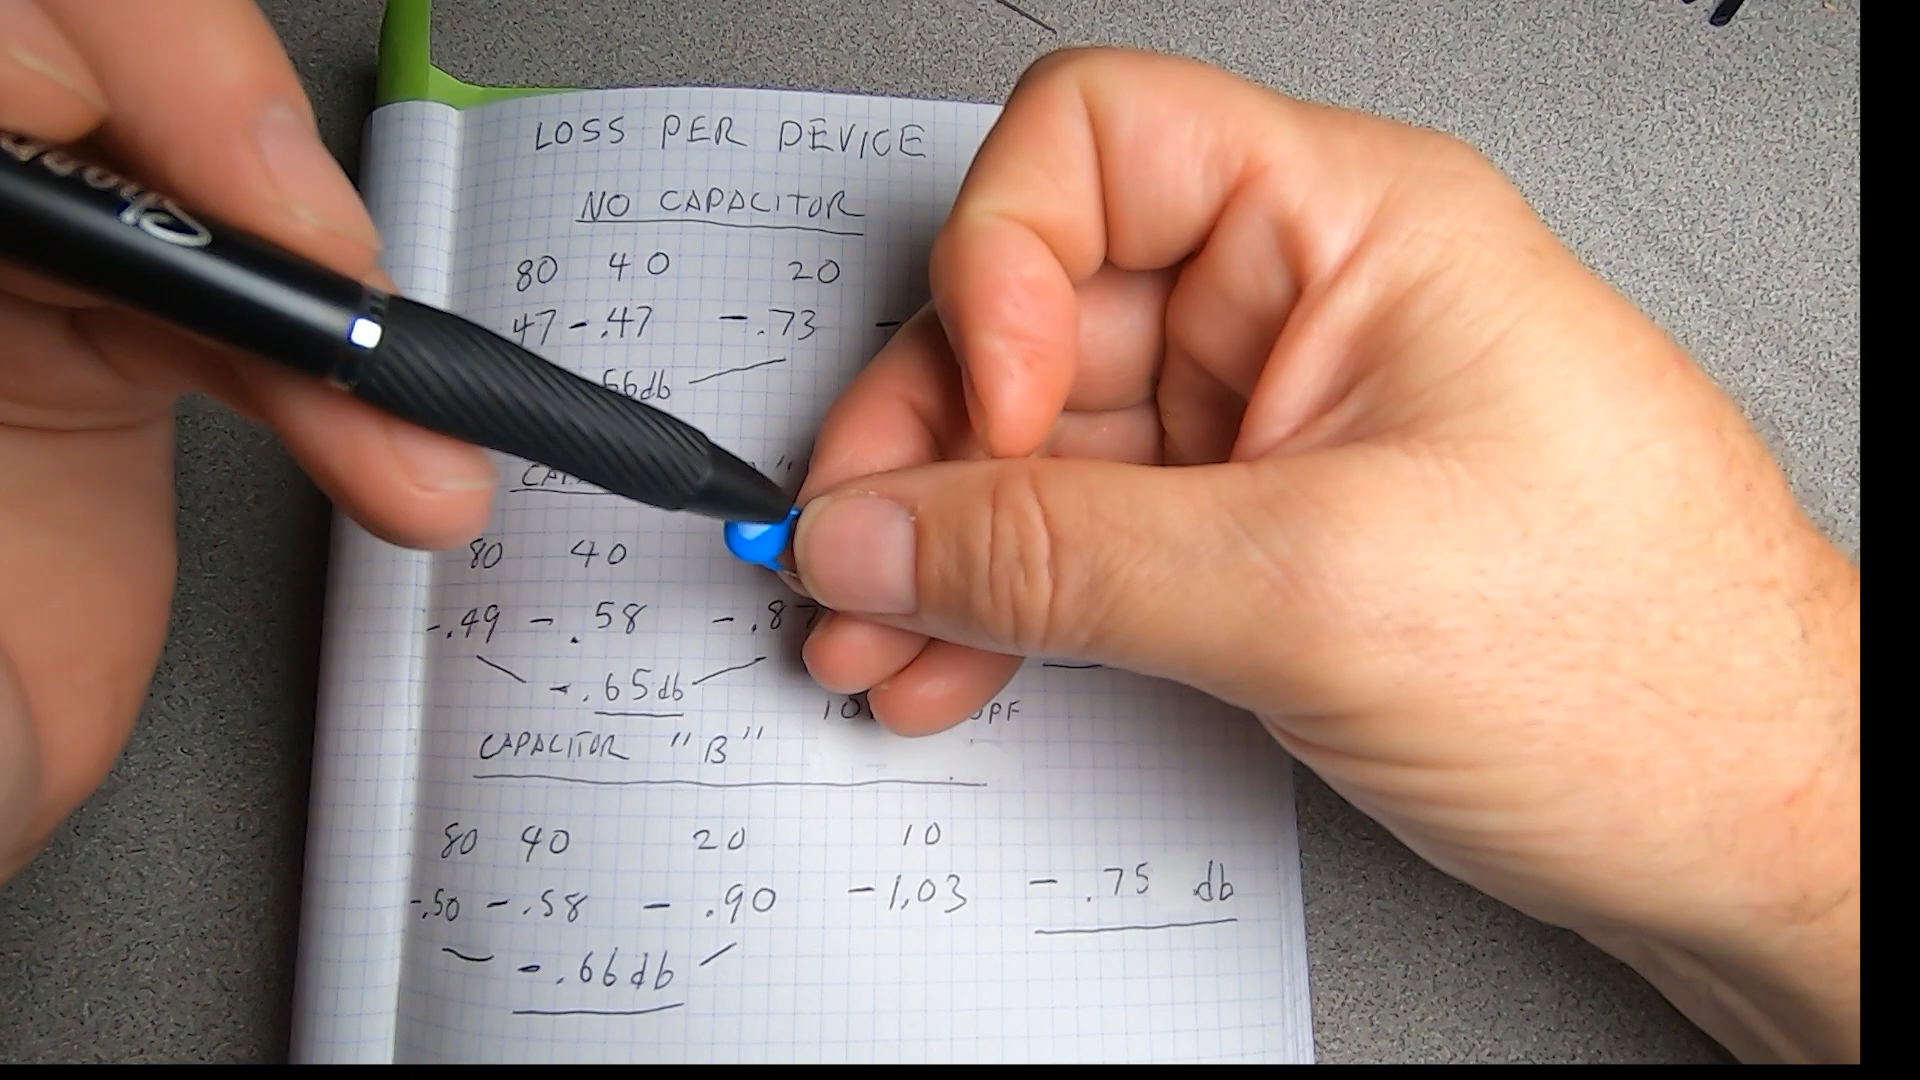 LOSS PER DEVICE
NO CAPACITOR
80 40 20
47 -.47 -.73 -
66db
80 40
-.49 -.58 -.87
-.65db
PF
CAPACITOR "B"
80 40 20 10
-.50 -.58 -.90 -1.03 -.75 db
-.66db